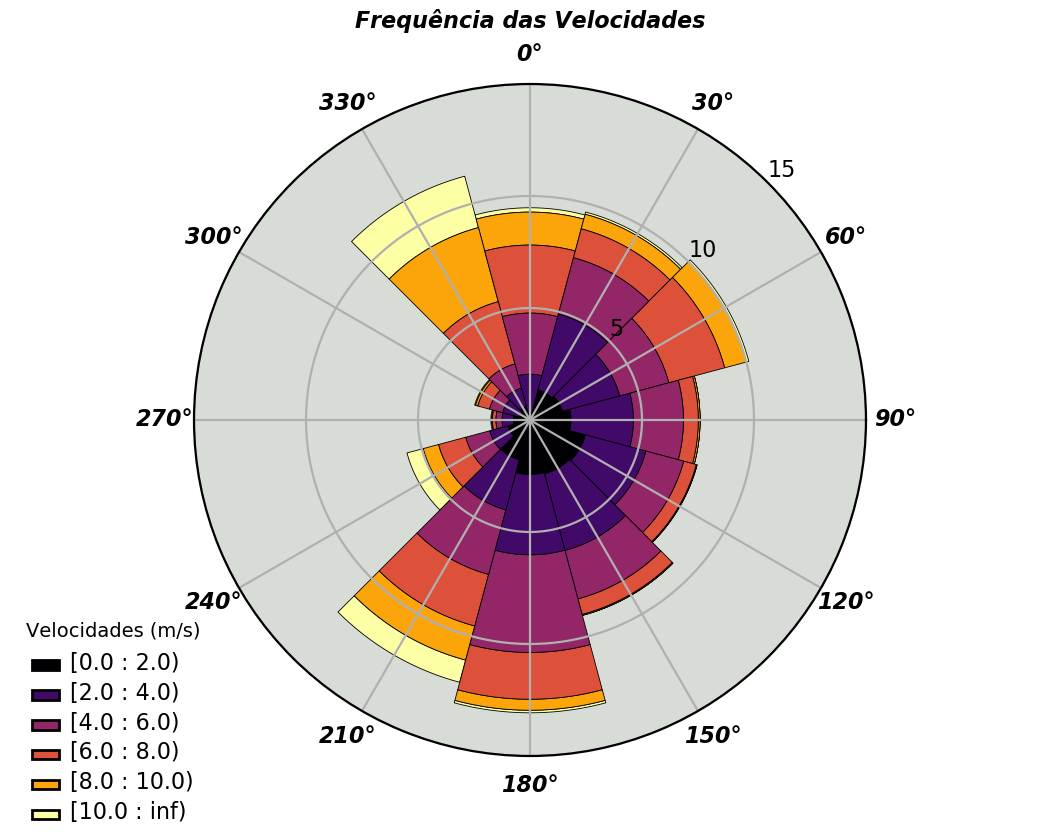 Frequência das Velocidades
0°
330°
30°
15
300°
60°
10
5
270°
90°
240°
120°
210°
150°
180°
Velocidades (m/s)
[0.0 : 2.0)
[2.0 : 4.0)
[4.0 : 6.0)
[6.0 : 8.0)
[8.0 : 10.0)
[10.0 : inf)